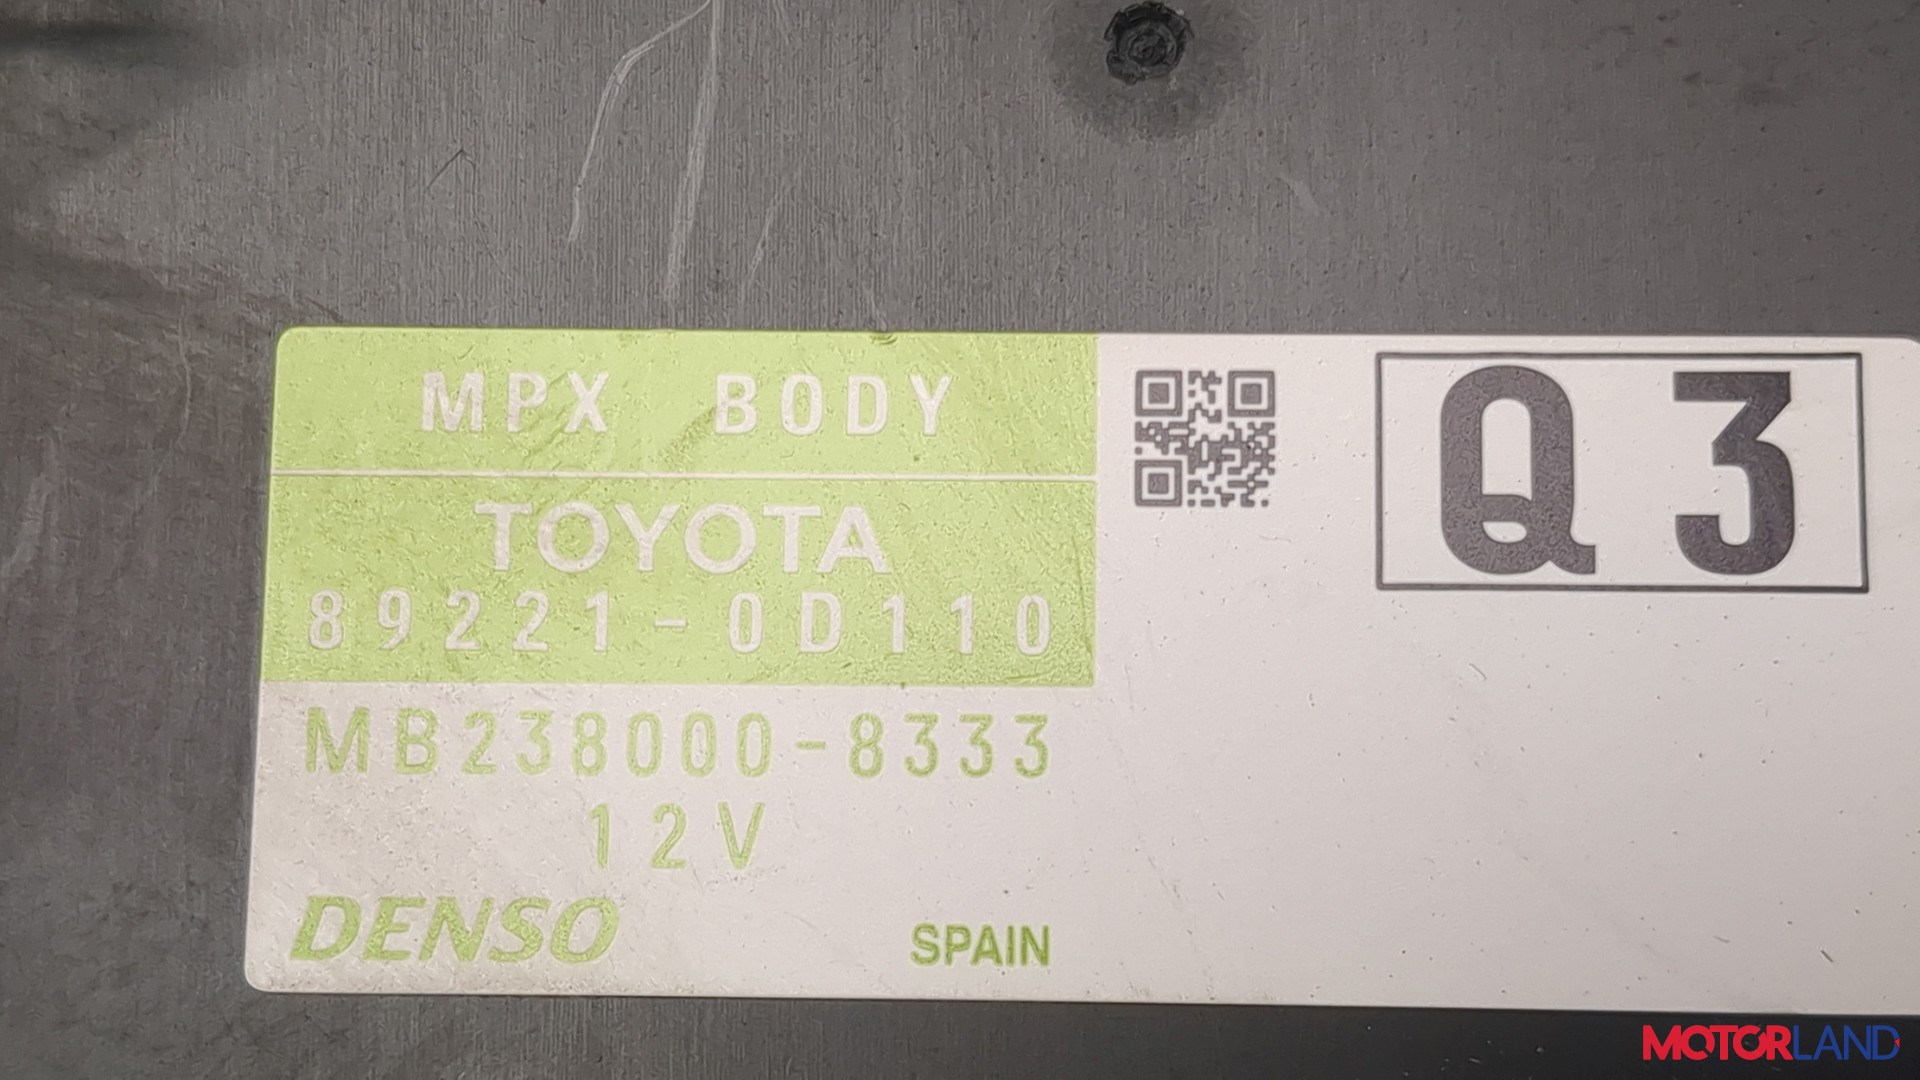 MPX BODY
TOYOTA
89221-0D110
MB238000-8333
12V
DENSO
SPAIN
Q3
MOTORLAND